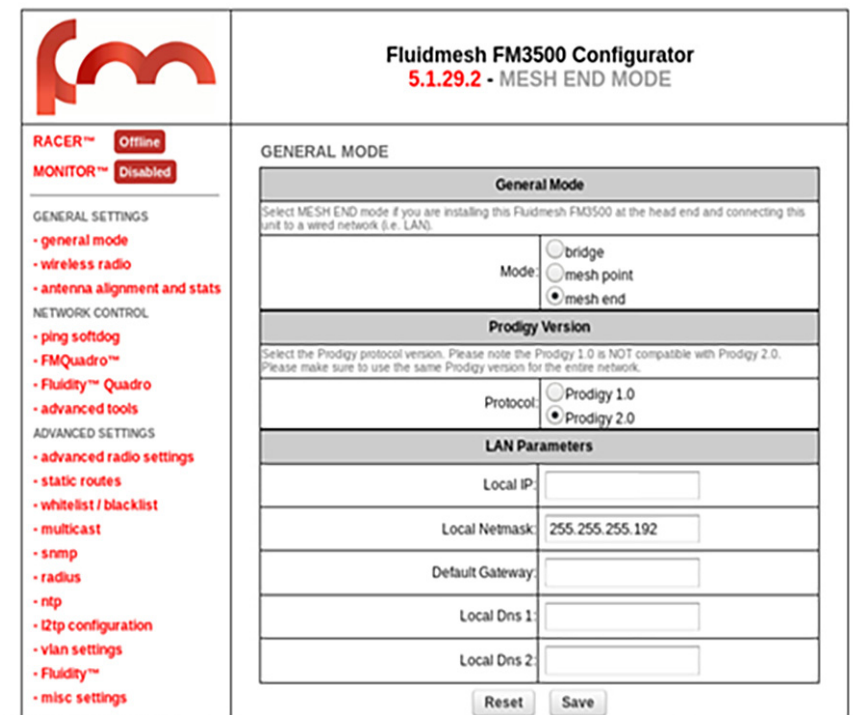 fm
Fluidmesh FM3500 Configurator
5.1.29.2 - MESH END MODE
RACER™ Offline
MONITOR™ Disabled
GENERAL SETTINGS
- general mode
- wireless radio
- antenna alignment and stats
NETWORK CONTROL
- ping softdog
- FMQuadro™
- Fluidity™ Quadro
- advanced tools
ADVANCED SETTINGS
- advanced radio settings
- static routes
- whitelist / blacklist
- multicast
- snmp
- radius
- ntp
- l2tp configuration
- vlan settings
- Fluidity™
- misc settings
GENERAL MODE
General Mode
Select MESH END mode if you are installing this Fluidmesh FM3500 at the head end and connecting this
unit to a wired network (i.e. LAN).
Mode:
bridge
mesh point
mesh end
Prodigy Version
Select the Prodigy protocol version. Please note the Prodigy 1.0 is NOT compatible with Prodigy 2.0.
Please make sure to use the same Prodigy version for the entire network.
Protocol:
Prodigy 1.0
Prodigy 2.0
LAN Parameters
Local IP:
Local Netmask: 255.255.255.192
Default Gateway:
Local Dns 1:
Local Dns 2:
Reset Save